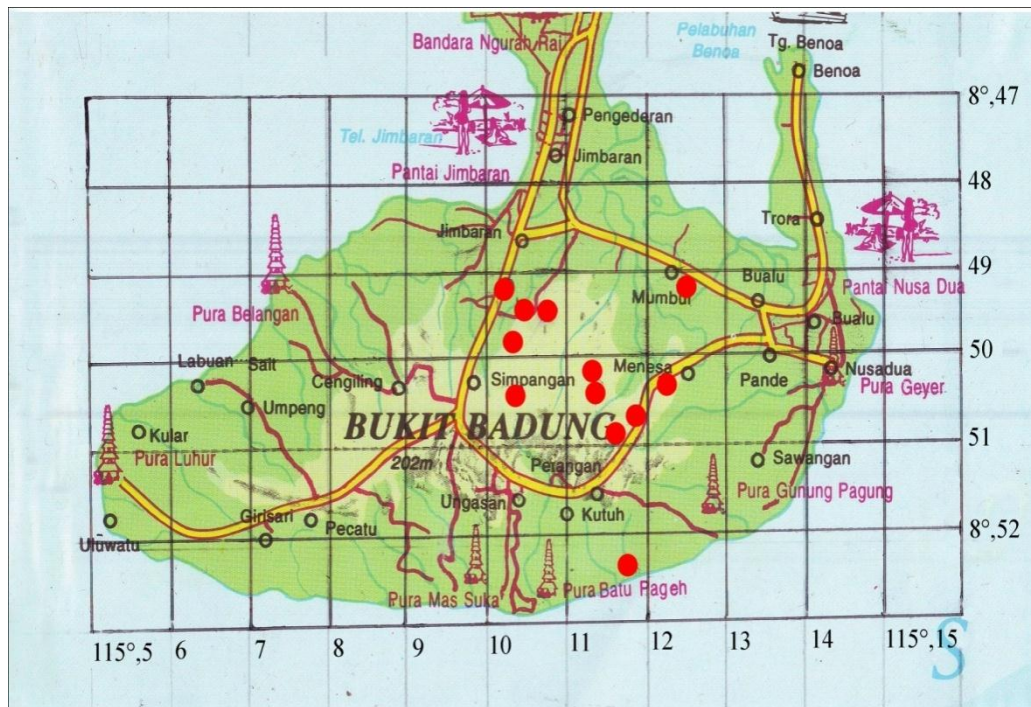 Bandara Ngurah Rai
Pelabuhan
Benoa
Tg. Benoa
Benoa
8°,47
Pengederan
Tel. Jimbaran
Jimbaran
Pantai Jimbaran
48
Trora
Jimbaran
49
Bualu
Mumbul
Pantai Nusa Dua
Pura Belangan
Bualu
50
Labuan Sait
Menesa
Simpangan
Cengiling
Pande
Nusadua
Pura Geyer
Umpeng
BUKIT BADUNG
Kular
51
Pura Luhur
202m
Perangan
Sawangan
Pura Gunung Pagung
Ungasan
Girisari
Pecatu
Kutuh
8°,52
Uluwatu
Pura Mas Suka
Pura Batu Pageh
115°,5 6 7 8 9 10 11 12 13 14 115°,15
S